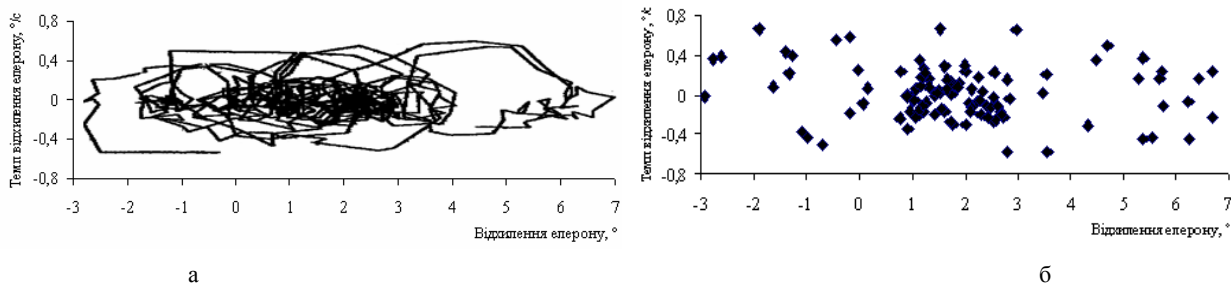 Темп відхилення елерону, °/с
0,8
0,4
0
-0,4
-0,8
-3 -2 -1 0 1 2 3 4 5 6 7
Відхилення елерону, °
а
Темп відхилення елерону, °/с
0,8
0,4
0
-0,4
-0,8
-3 -2 -1 0 1 2 3 4 5 6 7
Відхилення елерону, °
б